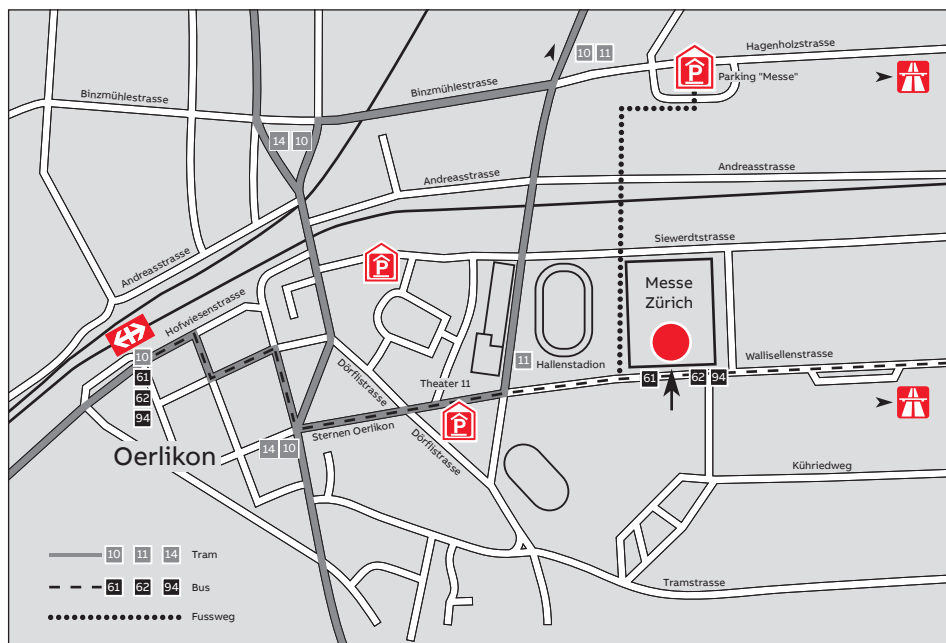 Hagenholzstrasse
10 11
P
Parking "Messe"
Binzmühlestrasse
Binzmühlestrasse
14 10
Andreasstrasse
Andreasstrasse
Andreasstrasse
Siewerdtstrasse
P
Messe
Zürich
Hofwiesenstrasse
10
61
62
94
11
Hallenstadion
Wallisellenstrasse
61
62 94
Dörflistrasse
Theater 11
P
Sternen Oerlikon
Dörflistrasse
14 10
Oerlikon
Kühriedweg
10 11 14 Tram
61 62 94 Bus
Tramstrasse
Fussweg